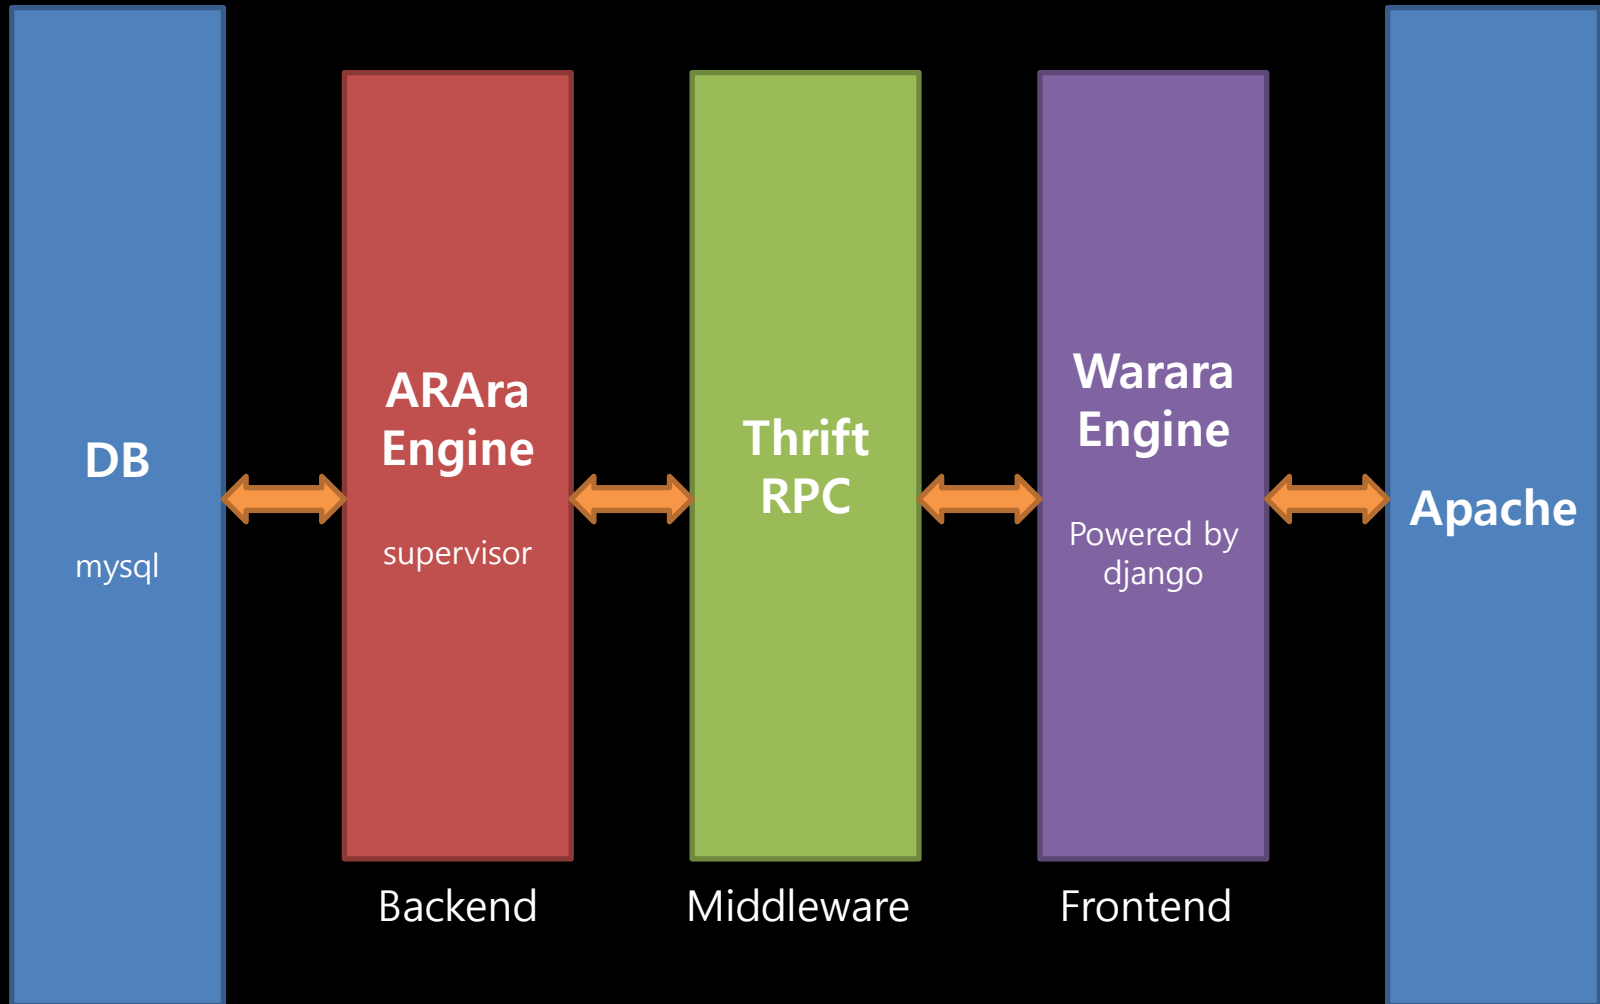 DB
mysql
ARAra
Engine
supervisor
Backend
Thrift
RPC
Middleware
Warara
Engine
Powered by
django
Frontend
Apache